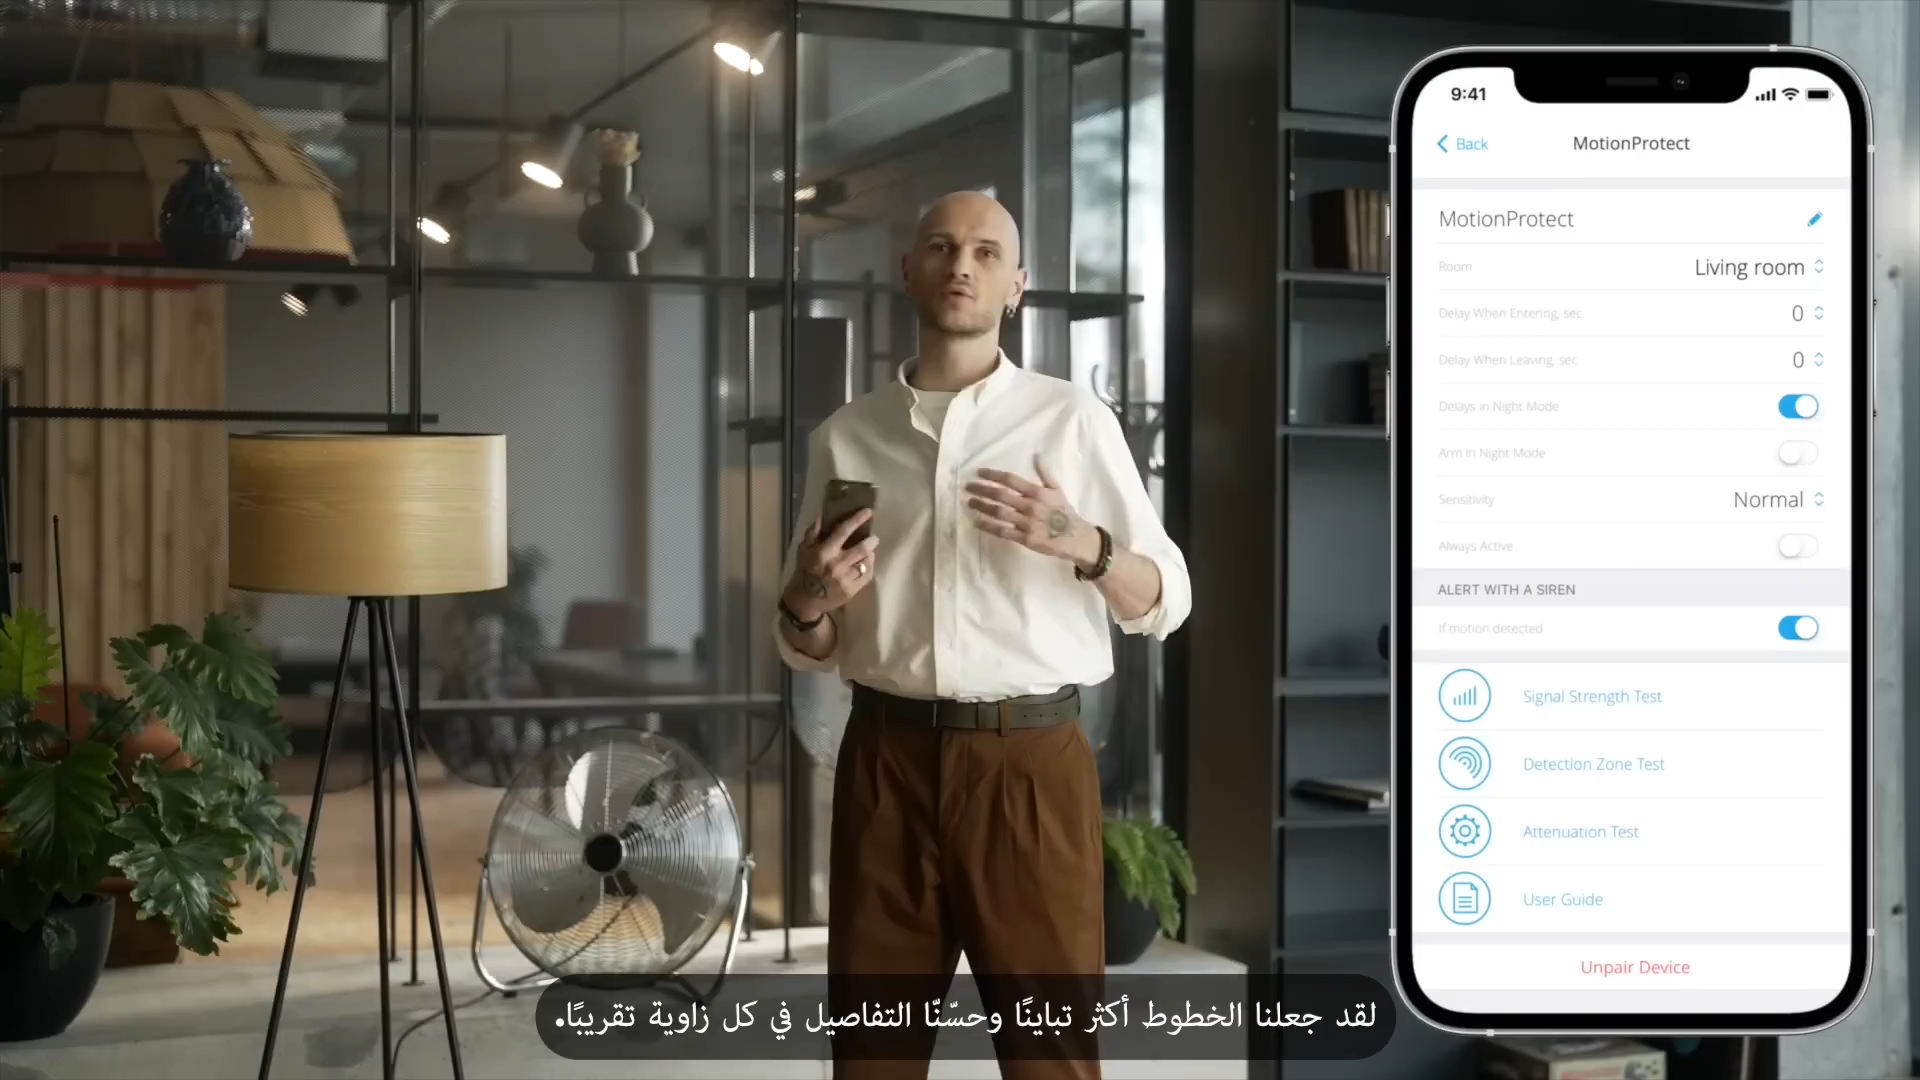 9:41
Back
MotionProtect
MotionProtect
Room
Living room
Delay When Entering, sec
0
Delay When Leaving, sec
0
Delays in Night Mode
Arm in Night Mode
Sensitivity
Normal
Always Active
ALERT WITH A SIREN
If motion detected
Signal Strength Test
Detection Zone Test
Attenuation Test
User Guide
Unpair Device
لقد جعلنا الخطوط أكثر تباينًا وحسّنّا التفاصيل في كل زاوية تقريبًا.